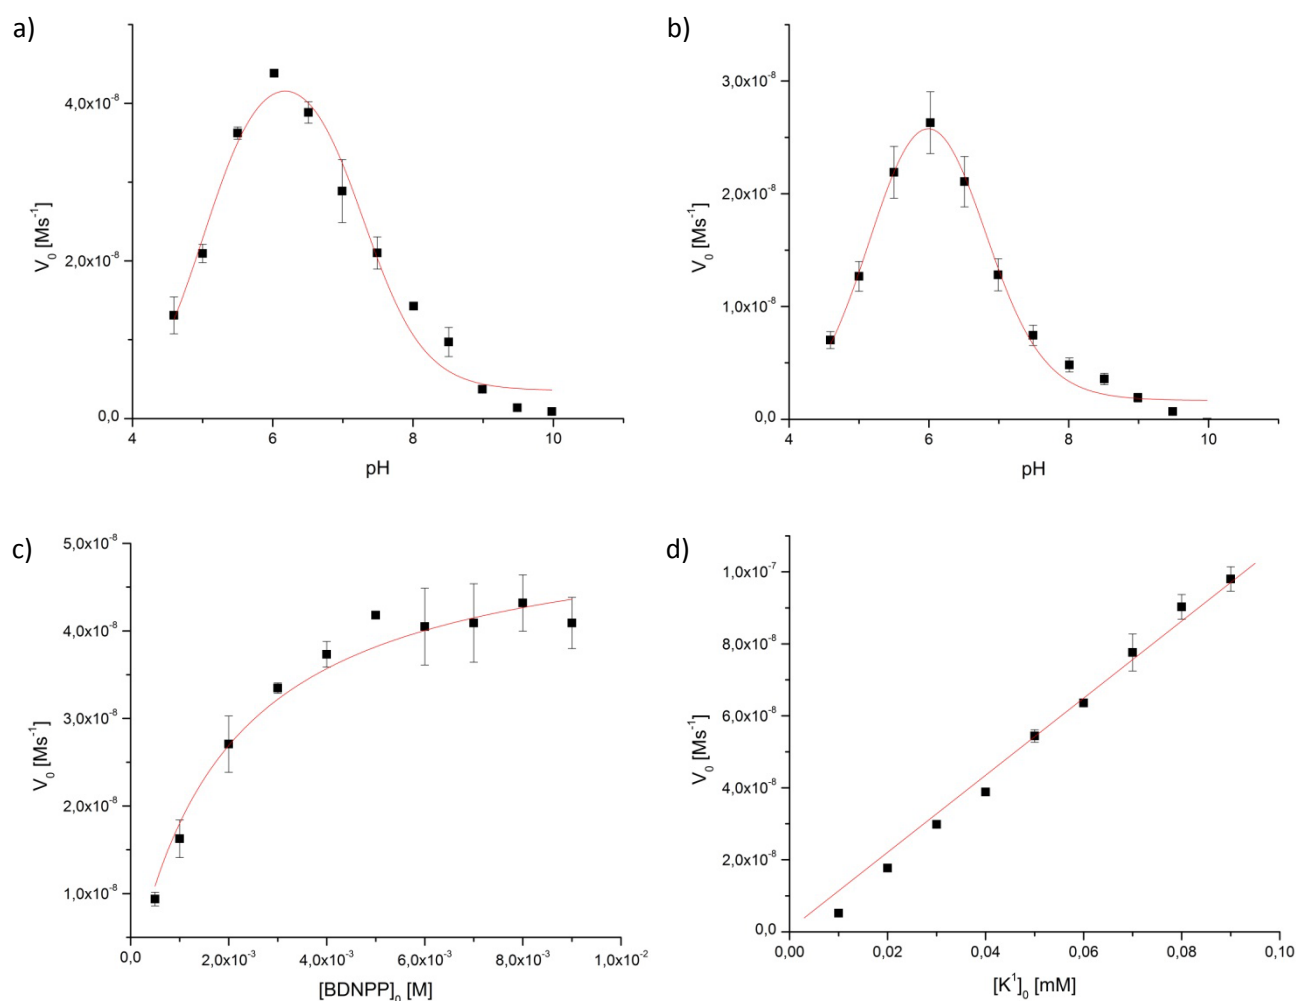 a)
4,0x10⁻⁸
2,0x10⁻⁸
0,0
V₀ [Ms⁻¹]
4 6 8 10
pH
b)
3,0x10⁻⁸
2,0x10⁻⁸
1,0x10⁻⁸
0,0
V₀ [Ms⁻¹]
4 6 8 10
pH
c)
5,0x10⁻⁸
4,0x10⁻⁸
3,0x10⁻⁸
2,0x10⁻⁸
1,0x10⁻⁸
V₀ [Ms⁻¹]
0,0 2,0x10⁻³ 4,0x10⁻³ 6,0x10⁻³ 8,0x10⁻³ 1,0x10⁻²
[BDNPP]₀ [M]
d)
1,0x10⁻⁷
8,0x10⁻⁸
6,0x10⁻⁸
4,0x10⁻⁸
2,0x10⁻⁸
0,0
V₀ [Ms⁻¹]
0,00 0,02 0,04 0,06 0,08 0,10
[K¹]₀ [mM]